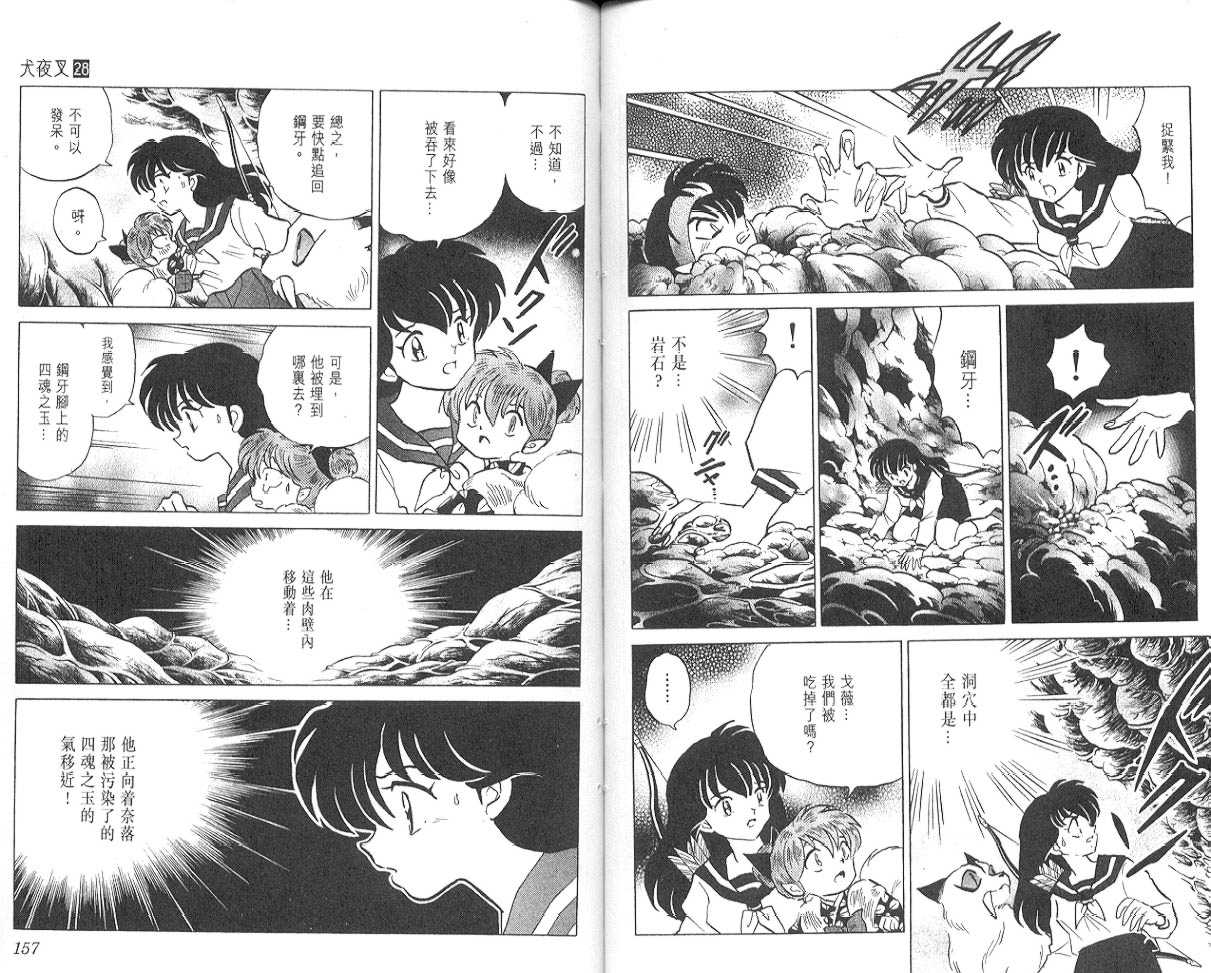 捉緊我！
！
鋼牙…
！
不是…
岩石？
洞穴中
全都是…
戈薇…
我們被
吃掉了嗎？
……
犬夜叉28
不知道，
不過…
看來好像
被吞了下去…
總之，
要快點追回
鋼牙。
不可以
發呆。
呀。
可是，
他被埋到
哪裏去？
我感覺到，
鋼牙腳上的
四魂之玉…
他在
這些肉壁內
移動着…
他正向着奈落
那被污染了的
四魂之玉的
氣移近！
157